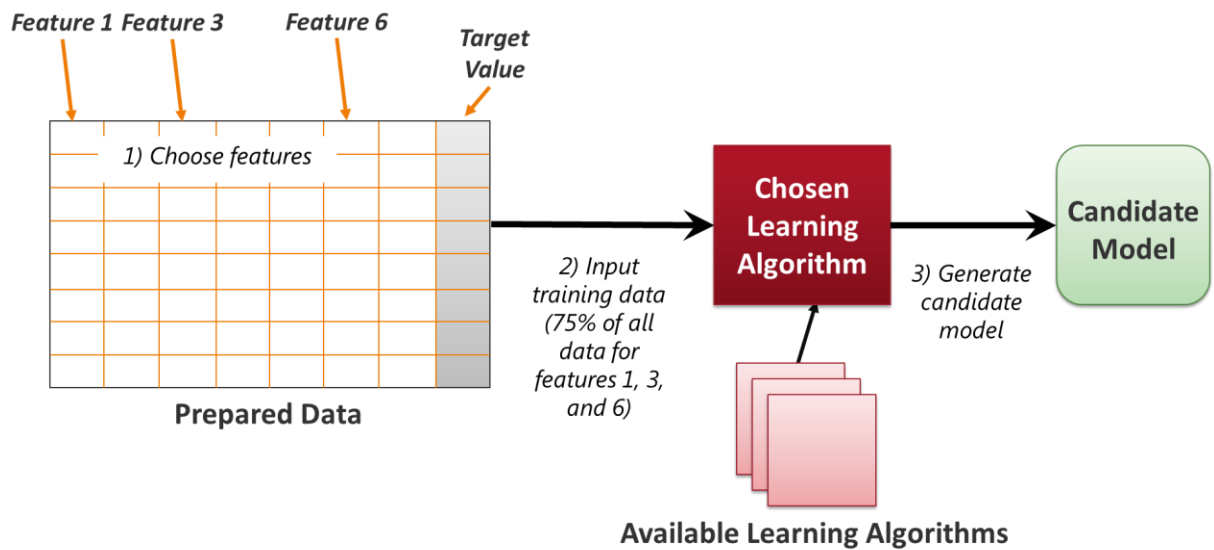 Feature 1 Feature 3 Feature 6 Target
Value
1) Choose features
Prepared Data
2) Input
training data
(75% of all
data for
features 1, 3,
and 6)
Chosen
Learning
Algorithm
3) Generate
candidate
model
Candidate
Model
Available Learning Algorithms